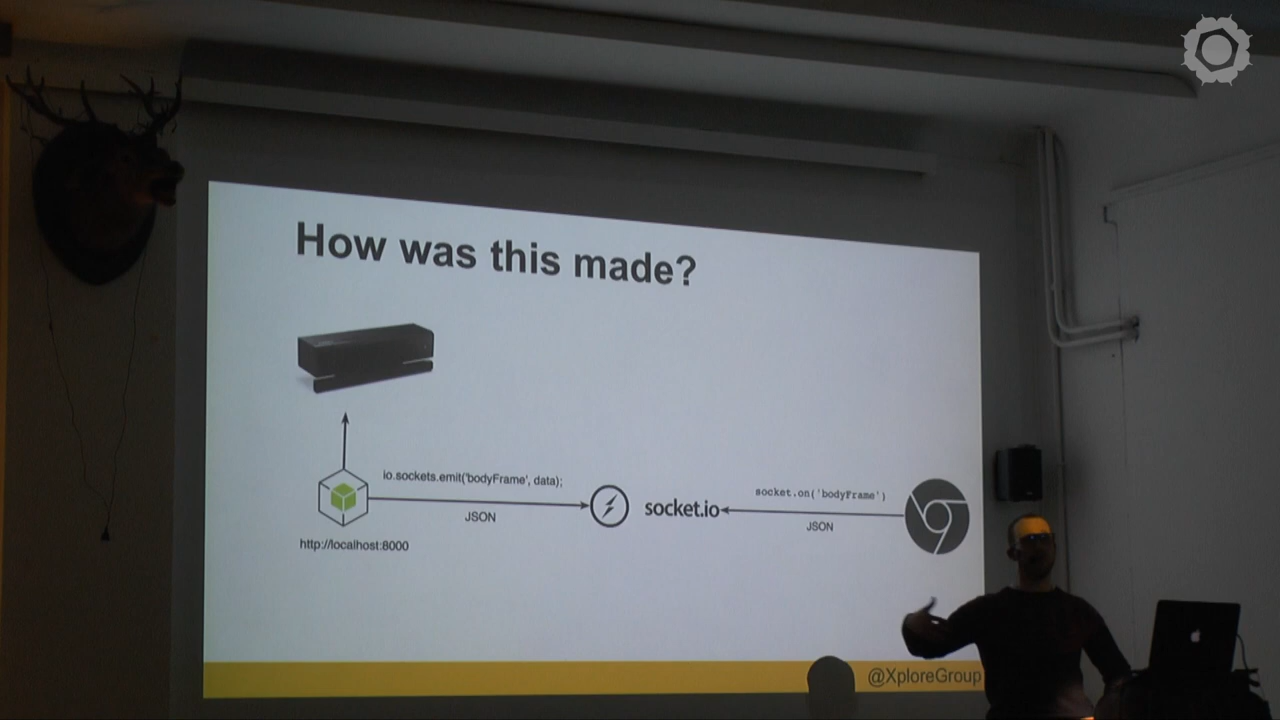 How was this made?
io.sockets.emit('bodyFrame', data);
JSON
http://localhost:8000
socket.io
socket.on('bodyFrame')
JSON
@XploreGroup